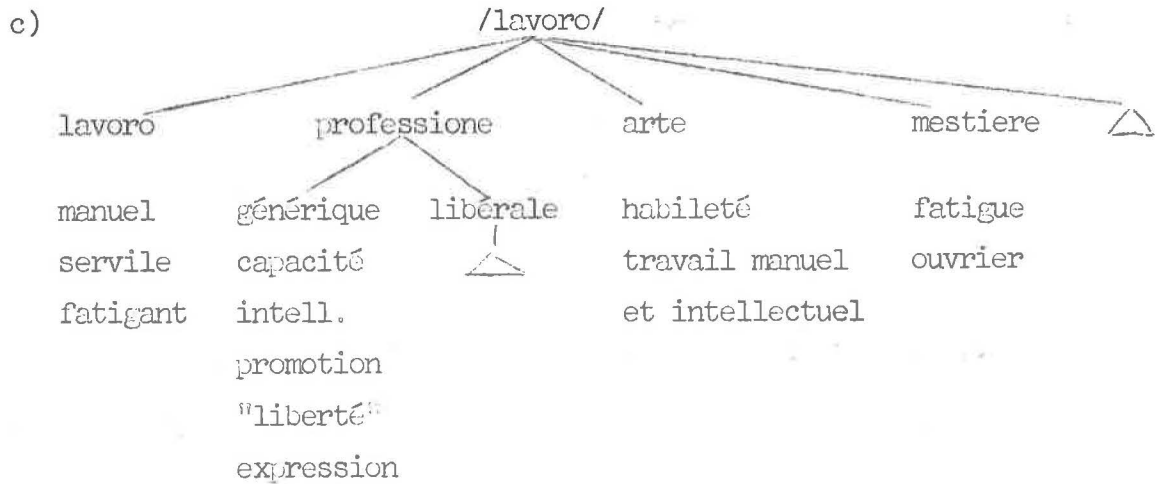 c) /lavoro/
lavoro professione arte mestiere
manuel générique libérale habileté fatigue
servile capacité travail manuel ouvrier
fatigant intell. et intellectuel
promotion
"liberté"
expression